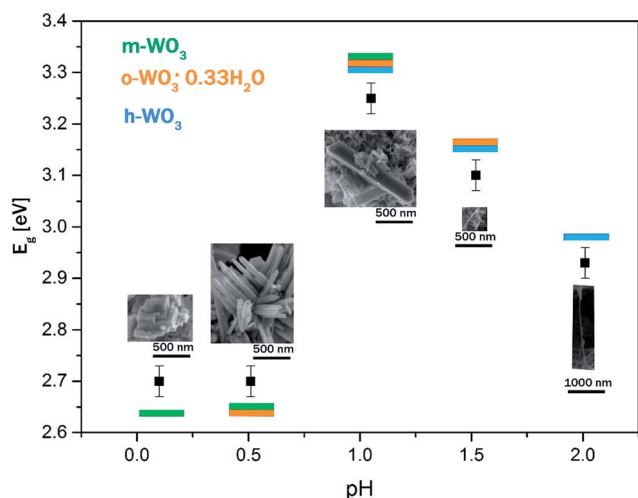 3.4
3.3
3.2
3.1
3.0
2.9
2.8
2.7
2.6
E_g [eV]
m-WO₃
o-WO₃· 0.33H₂O
h-WO₃
500 nm
500 nm
500 nm
500 nm
1000 nm
0.0 0.5 1.0 1.5 2.0
pH